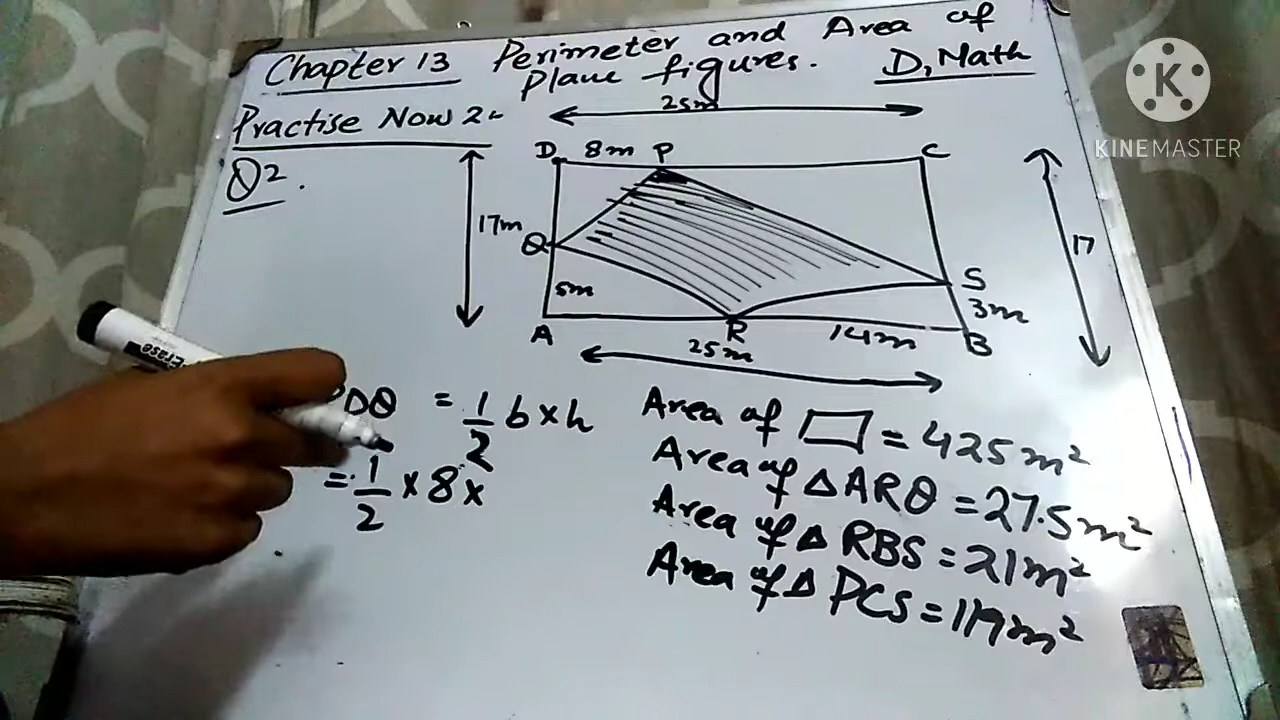 Chapter 13 Perimeter and Area of
Plane figures. D, Math
Practise Now 2
Q2.
25m
D 8m P C
17m
17
Q
5m
S
3m
A R 14m B
25m
DQ = 1/2 b × h
= 1/2 × 8 ×
Area of ▱ = 425 m²
Area of △ ARQ = 27.5 m²
Area of △ RBS = 21 m²
Area of △ PCS = 119 m²
Erase
K
KINEMASTER